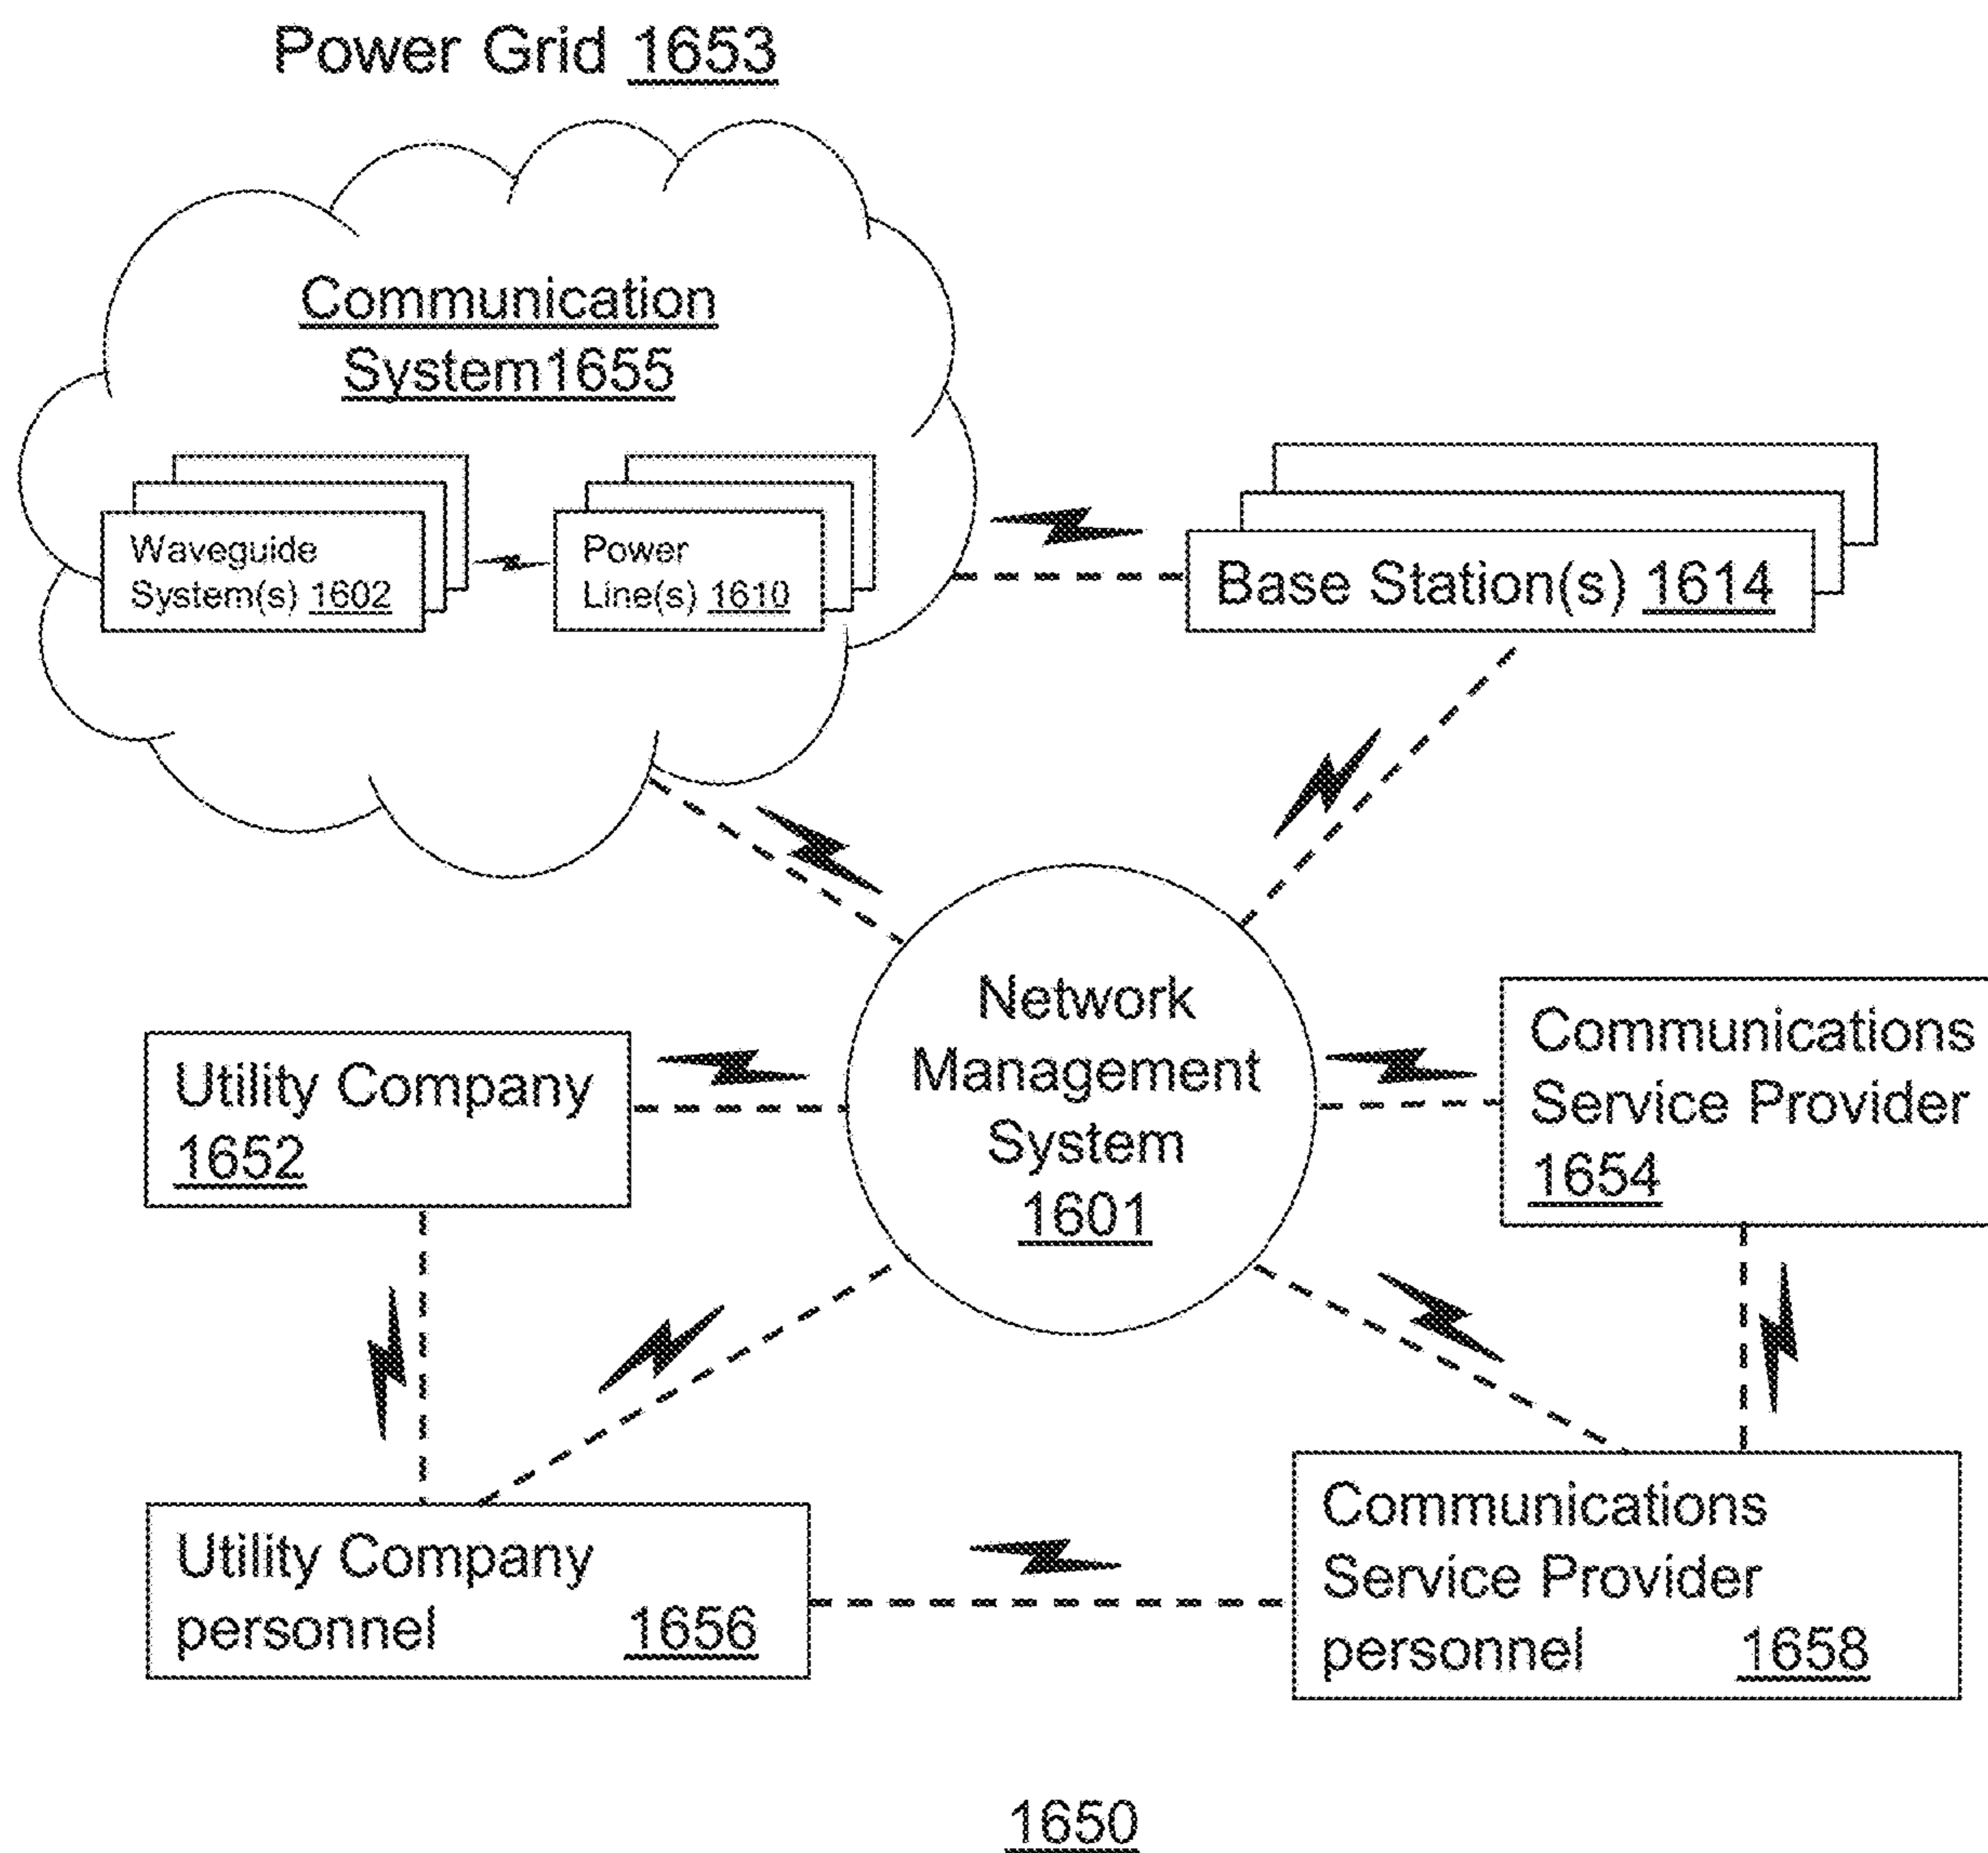 Power Grid 1653
Communication
System1655
Waveguide
System(s) 1602
Power
Line(s) 1610
Base Station(s) 1614
Network
Management
System
1601
Utility Company
1652
Communications
Service Provider
1654
Utility Company
personnel 1656
Communications
Service Provider
personnel 1658
1650